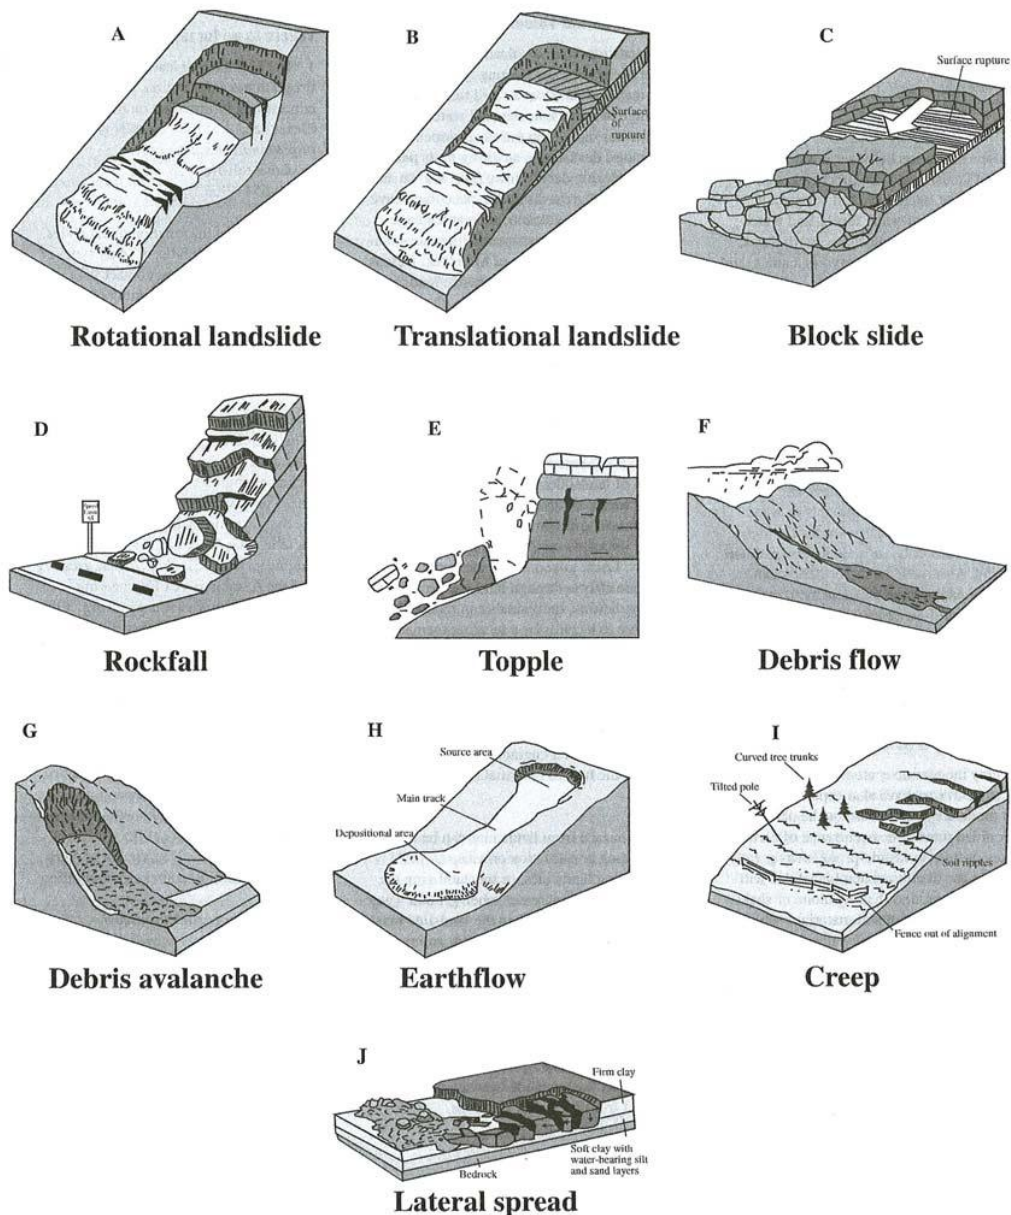 A
B
C
Surface rupture
Surface
of
rupture
Toe
Rotational landslide
Translational landslide
Block slide
D
E
F
Rockfall
Topple
Debris flow
G
H
I
Source area
Main track
Depositional area
Curved tree trunks
Tilted pole
Soil ripples
Fence out of alignment
Debris avalanche
Earthflow
Creep
J
Firm clay
Soft clay with
water-bearing silt
and sand layers
Bedrock
Lateral spread